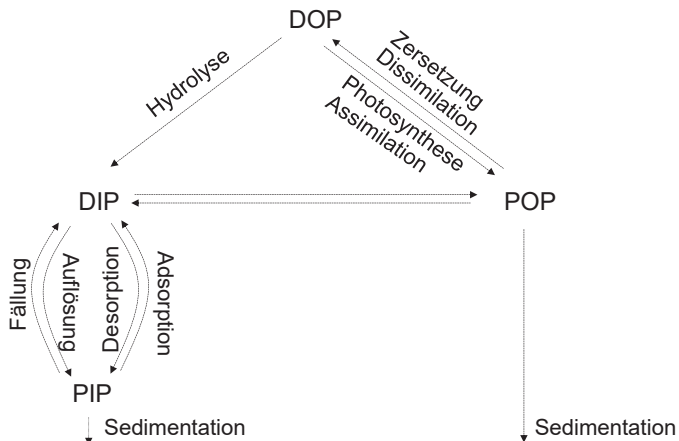 DOP
Hydrolyse
Zersetzung
Dissimilation
Photosynthese
Assimilation
DIP
POP
Fällung
Auflösung
Desorption
Adsorption
PIP
Sedimentation
Sedimentation